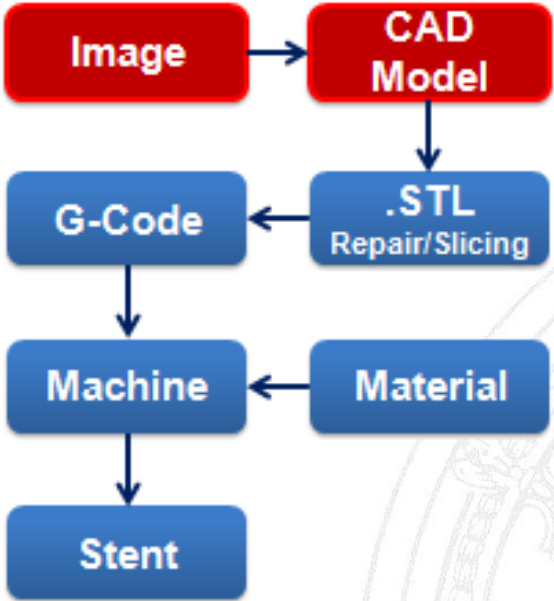 Image
CAD
Model
G-Code
.STL
Repair/Slicing
Machine
Material
Stent